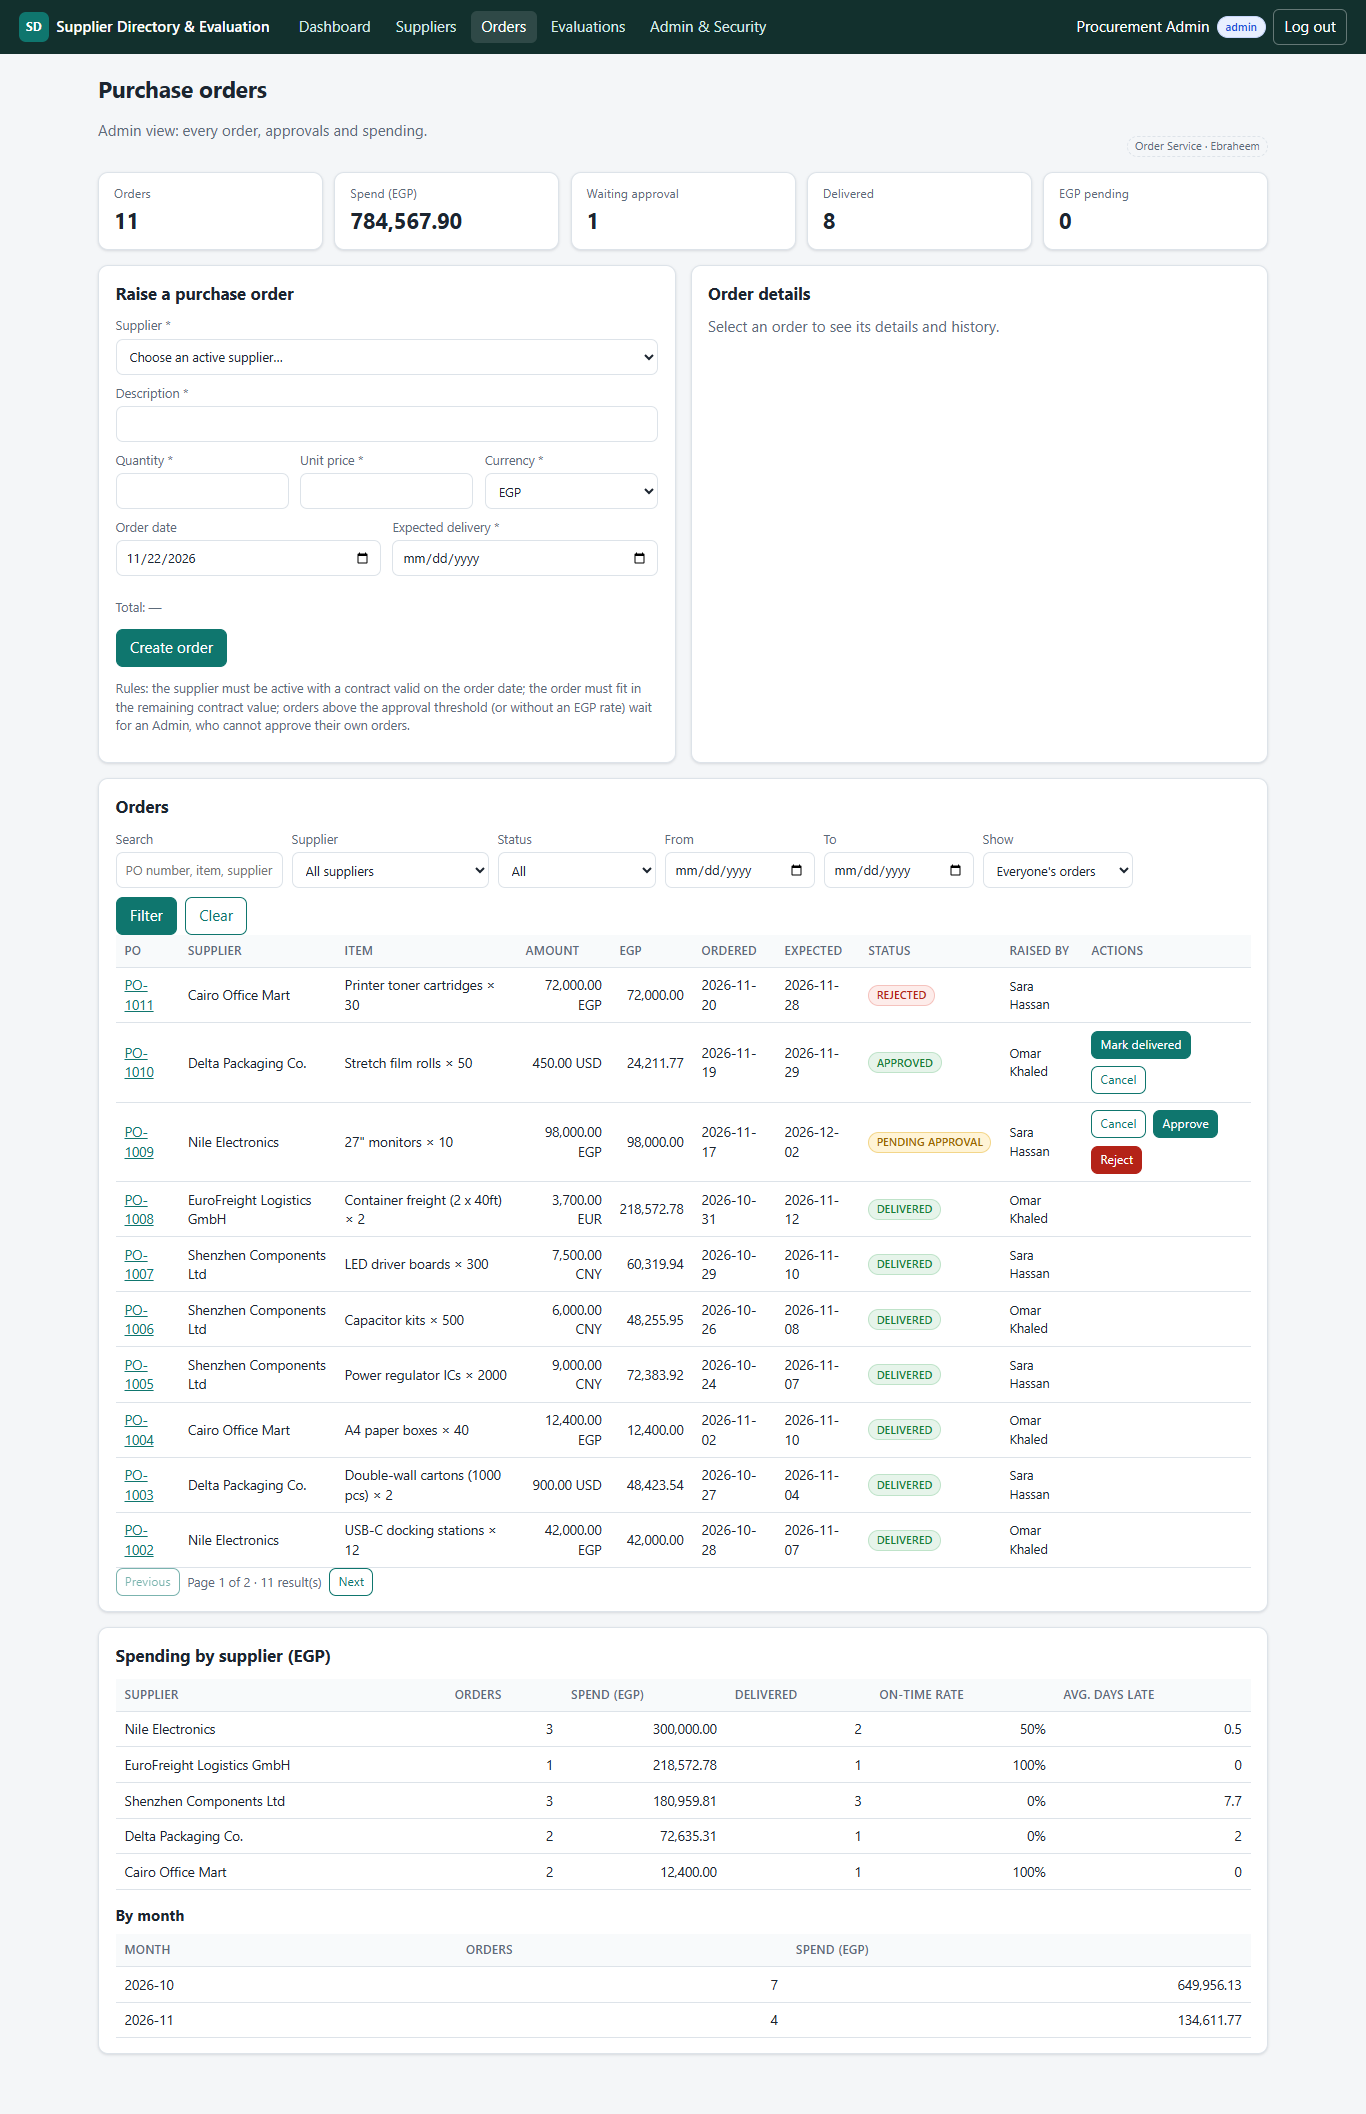 SD Supplier Directory & Evaluation Dashboard Suppliers Orders Evaluations Admin & Security Procurement Admin admin Log out
Purchase orders
Admin view: every order, approvals and spending.
Order Service · Ebraheem
Orders
11
Spend (EGP)
784,567.90
Waiting approval
1
Delivered
8
EGP pending
0
Raise a purchase order
Supplier *
Choose an active supplier...
Description *
Quantity * Unit price * Currency *
EGP
Order date Expected delivery *
11/22/2026 mm/dd/yyyy
Total: —
Create order
Rules: the supplier must be active with a contract valid on the order date; the order must fit in
the remaining contract value; orders above the approval threshold (or without an EGP rate) wait
for an Admin, who cannot approve their own orders.
Order details
Select an order to see its details and history.
Orders
Search Supplier Status From To Show
PO number, item, supplier All suppliers All mm/dd/yyyy mm/dd/yyyy Everyone's orders
Filter Clear
PO SUPPLIER ITEM AMOUNT EGP ORDERED EXPECTED STATUS RAISED BY ACTIONS
PO-1011 Cairo Office Mart Printer toner cartridges × 30 72,000.00 EGP 72,000.00 2026-11-20 2026-11-28 REJECTED Sara Hassan
PO-1010 Delta Packaging Co. Stretch film rolls × 50 450.00 USD 24,211.77 2026-11-19 2026-11-29 APPROVED Omar Khaled Mark delivered Cancel
PO-1009 Nile Electronics 27" monitors × 10 98,000.00 EGP 98,000.00 2026-11-17 2026-12-02 PENDING APPROVAL Sara Hassan Cancel Approve Reject
PO-1008 EuroFreight Logistics GmbH Container freight (2 x 40ft) × 2 3,700.00 EUR 218,572.78 2026-10-31 2026-11-12 DELIVERED Omar Khaled
PO-1007 Shenzhen Components Ltd LED driver boards × 300 7,500.00 CNY 60,319.94 2026-10-29 2026-11-10 DELIVERED Sara Hassan
PO-1006 Shenzhen Components Ltd Capacitor kits × 500 6,000.00 CNY 48,255.95 2026-10-26 2026-11-08 DELIVERED Omar Khaled
PO-1005 Shenzhen Components Ltd Power regulator ICs × 2000 9,000.00 CNY 72,383.92 2026-10-24 2026-11-07 DELIVERED Sara Hassan
PO-1004 Cairo Office Mart A4 paper boxes × 40 12,400.00 EGP 12,400.00 2026-11-02 2026-11-10 DELIVERED Omar Khaled
PO-1003 Delta Packaging Co. Double-wall cartons (1000 pcs) × 2 900.00 USD 48,423.54 2026-10-27 2026-11-04 DELIVERED Sara Hassan
PO-1002 Nile Electronics USB-C docking stations × 12 42,000.00 EGP 42,000.00 2026-10-28 2026-11-07 DELIVERED Omar Khaled
Previous Page 1 of 2 · 11 result(s) Next
Spending by supplier (EGP)
SUPPLIER ORDERS SPEND (EGP) DELIVERED ON-TIME RATE AVG. DAYS LATE
Nile Electronics 3 300,000.00 2 50% 0.5
EuroFreight Logistics GmbH 1 218,572.78 1 100% 0
Shenzhen Components Ltd 3 180,959.81 3 0% 7.7
Delta Packaging Co. 2 72,635.31 1 0% 2
Cairo Office Mart 2 12,400.00 1 100% 0
By month
MONTH ORDERS SPEND (EGP)
2026-10 7 649,956.13
2026-11 4 134,611.77